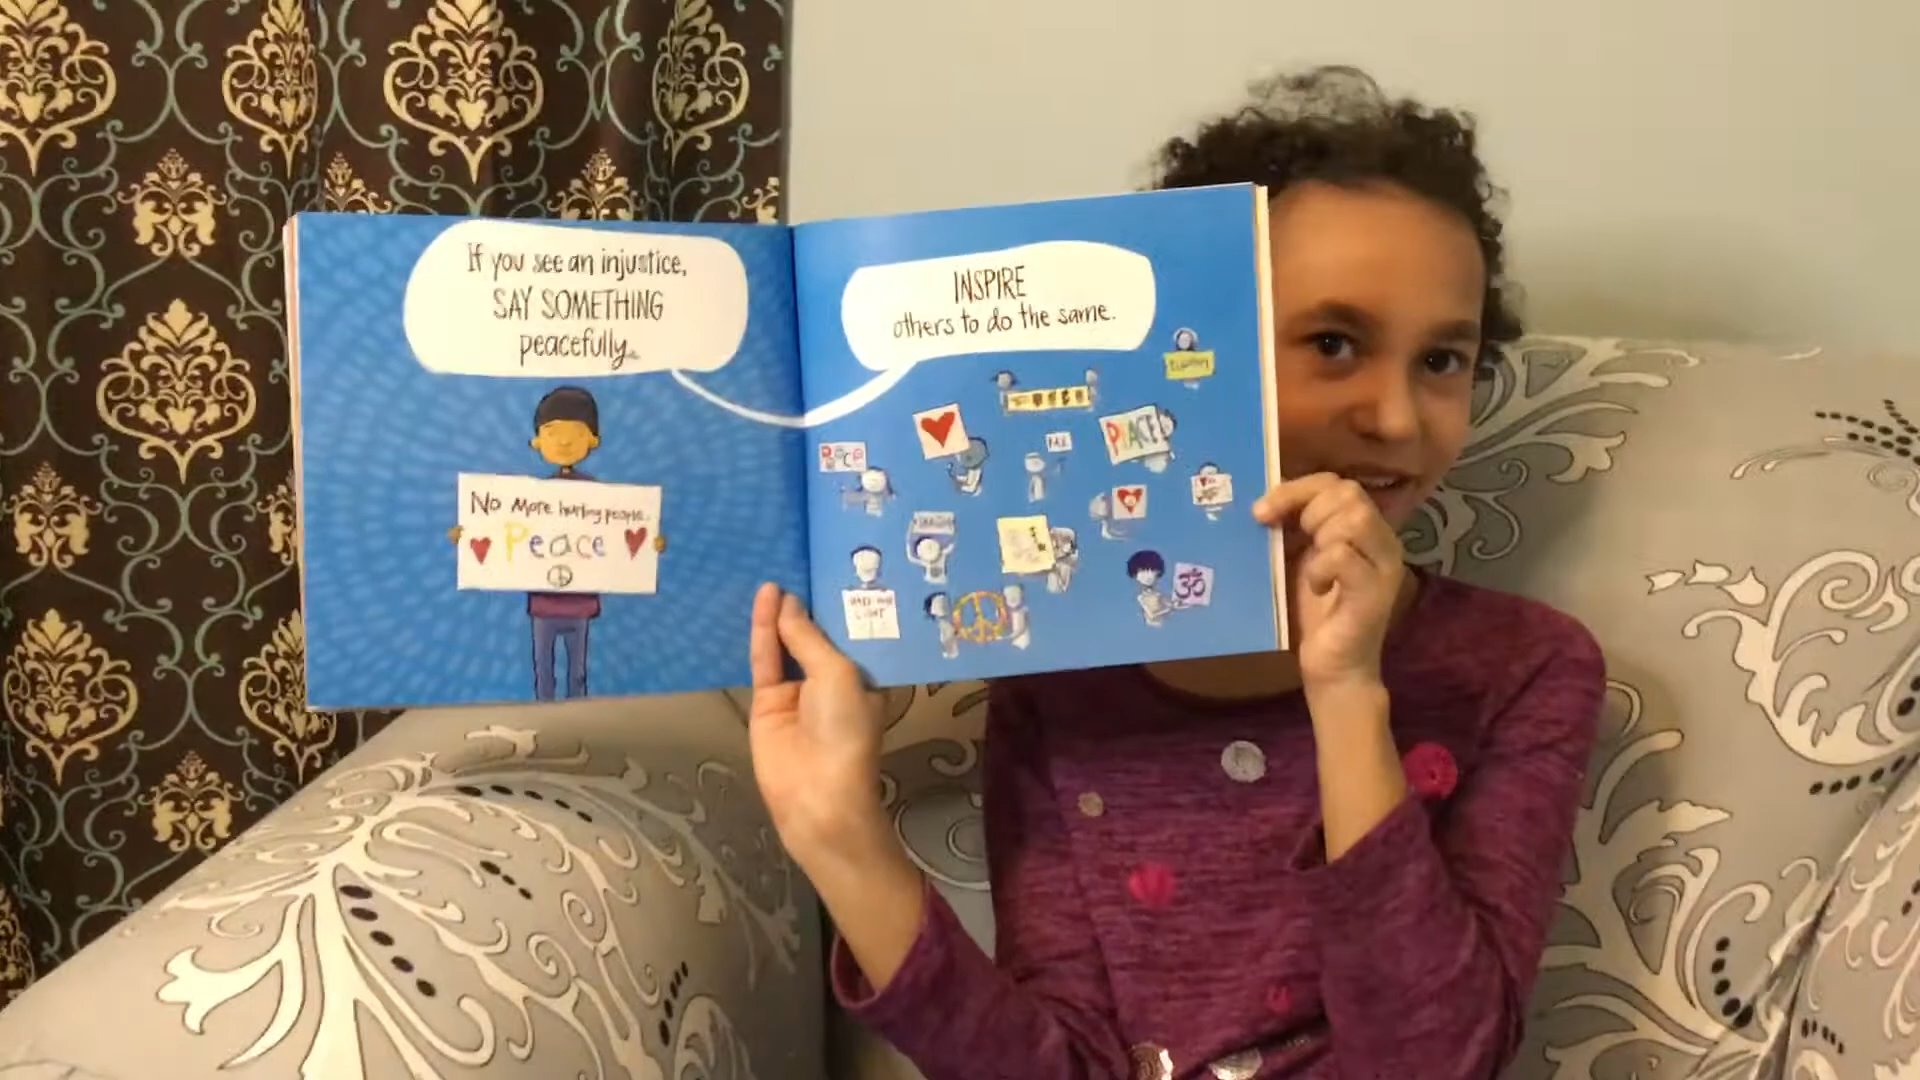 If you see an injustice,
SAY SOMETHING
peacefully.
No More hurting people.
Peace
INSPIRE
others to do the same.
PEACE!
ॐ